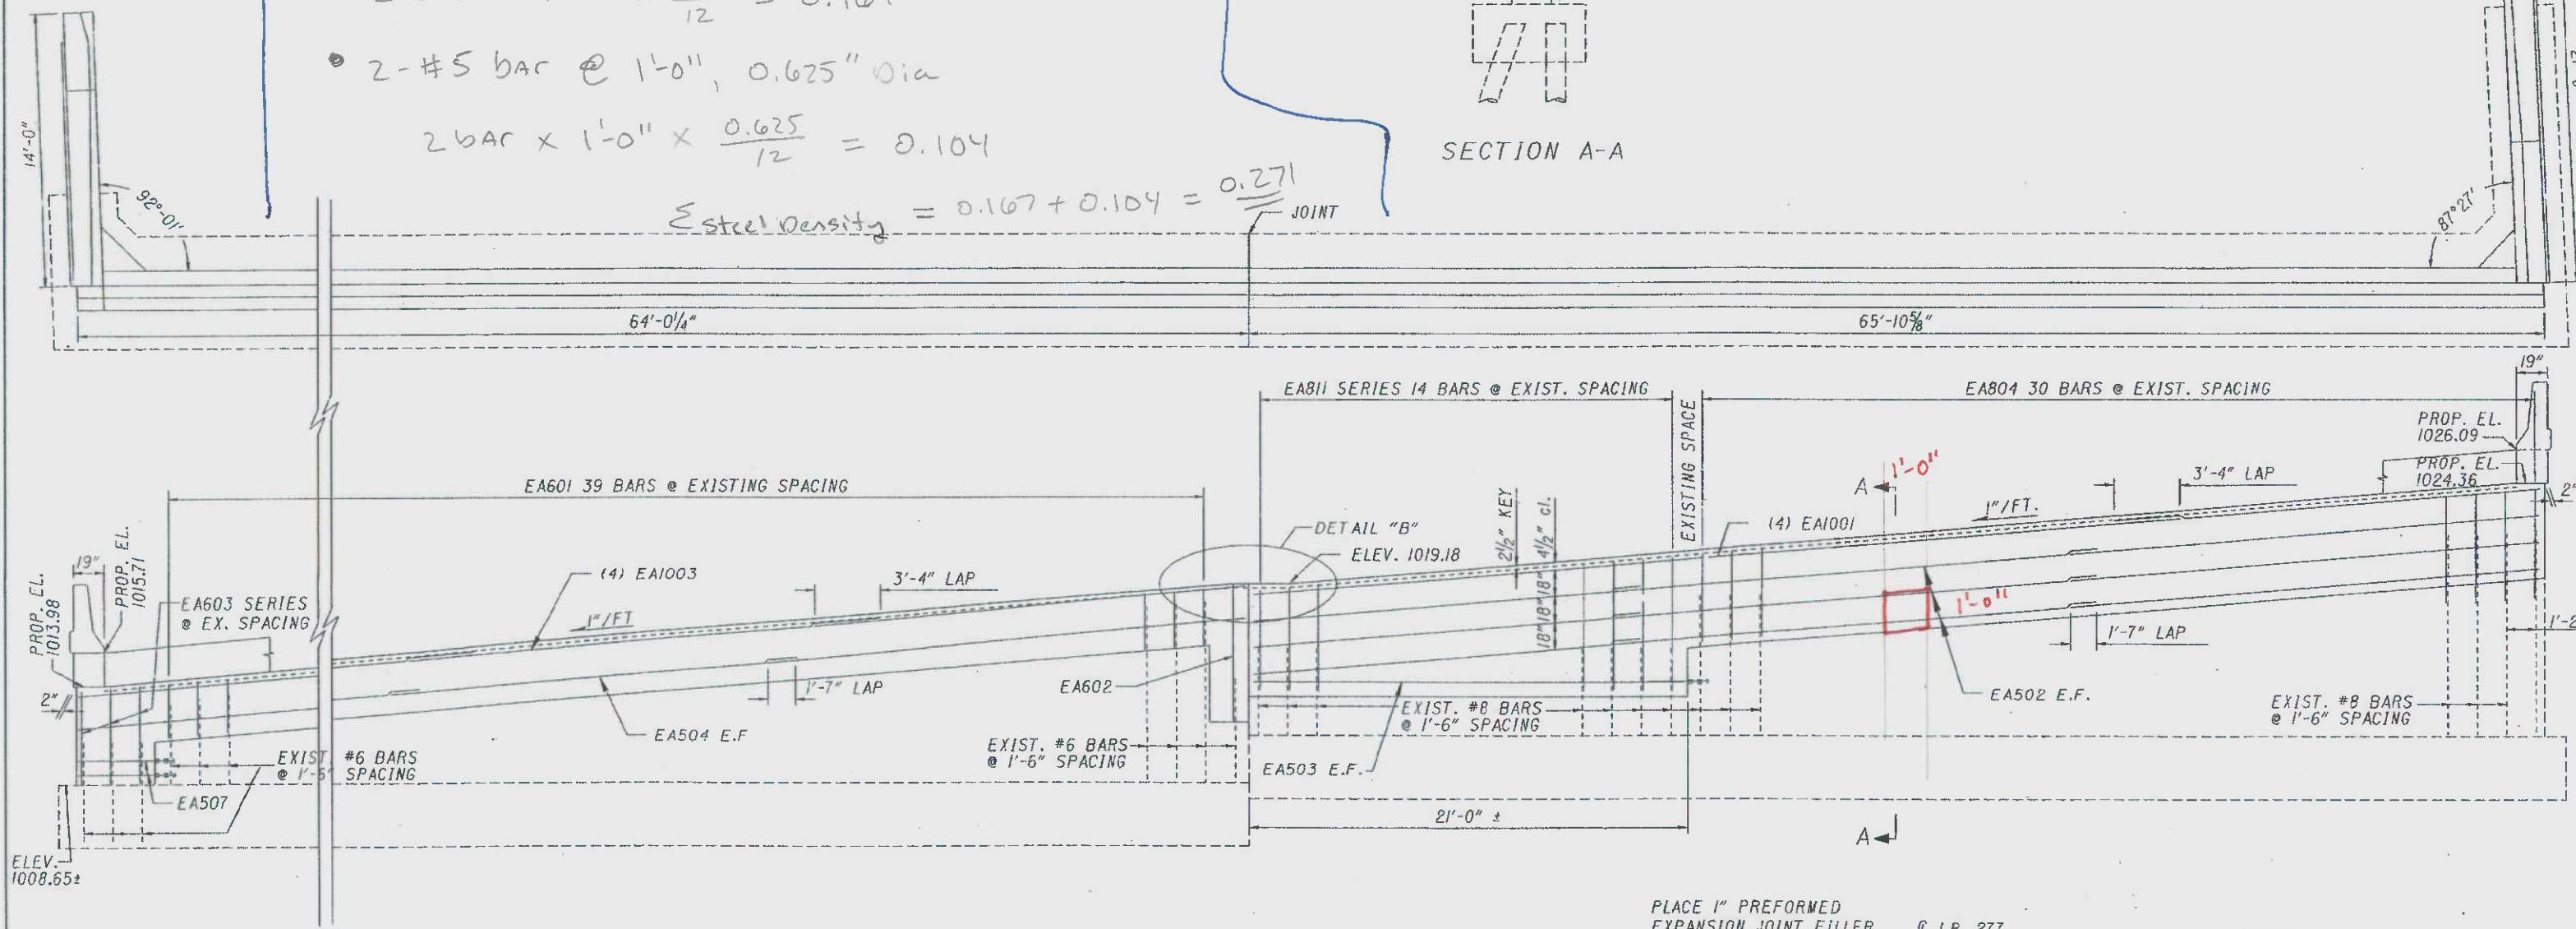 12
= 0.167
• 2-#5 bar @ 1'-0", 0.625" Dia
2 bar x 1'-0" x 0.625/12 = 0.104
Σ steel Density = 0.167 + 0.104 = 0.271
SECTION A-A
14'-0"
92°-01'
JOINT
87°27'
64'-0¼"
65'-10⅝"
EA811 SERIES 14 BARS @ EXIST. SPACING
EXISTING SPACE
EA804 30 BARS @ EXIST. SPACING
19"
PROP. EL.
1026.09
PROP. EL.
1024.36
2"
EA601 39 BARS @ EXISTING SPACING
A
1'-0"
3'-4" LAP
1"/FT.
(4) EA1001
DETAIL "B"
ELEV. 1019.18
2½" KEY
4½" cl.
18" 18" 18"
PROP. EL.
1013.98
19"
PROP. EL.
1015.71
EA603 SERIES
@ EX. SPACING
(4) EA1003
3'-4" LAP
1"/FT
1'-0"
1'-7" LAP
2"
1'-7" LAP
EA602
EA504 E.F
EXIST. #8 BARS
@ 1'-6" SPACING
EA502 E.F.
EXIST. #8 BARS
@ 1'-6" SPACING
EXIST. #6 BARS
@ 1'-6" SPACING
EXIST. #6 BARS
@ 1'-6" SPACING
EA503 E.F.
EA507
21'-0" ±
A
ELEV.
1008.65±
PLACE 1" PREFORMED
EXPANSION JOINT FILLER